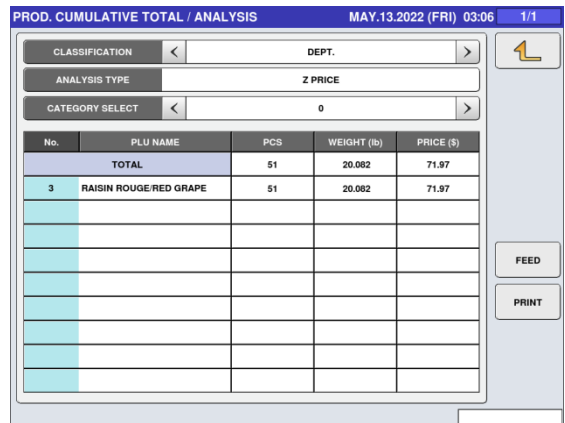 PROD. CUMULATIVE TOTAL / ANALYSIS MAY.13.2022 (FRI) 03:06 1/1
CLASSIFICATION < DEPT. >
ANALYSIS TYPE Z PRICE
CATEGORY SELECT < 0 >
No. PLU NAME PCS WEIGHT (lb) PRICE ($)
TOTAL 51 20.082 71.97
3 RAISIN ROUGE/RED GRAPE 51 20.082 71.97
FEED
PRINT